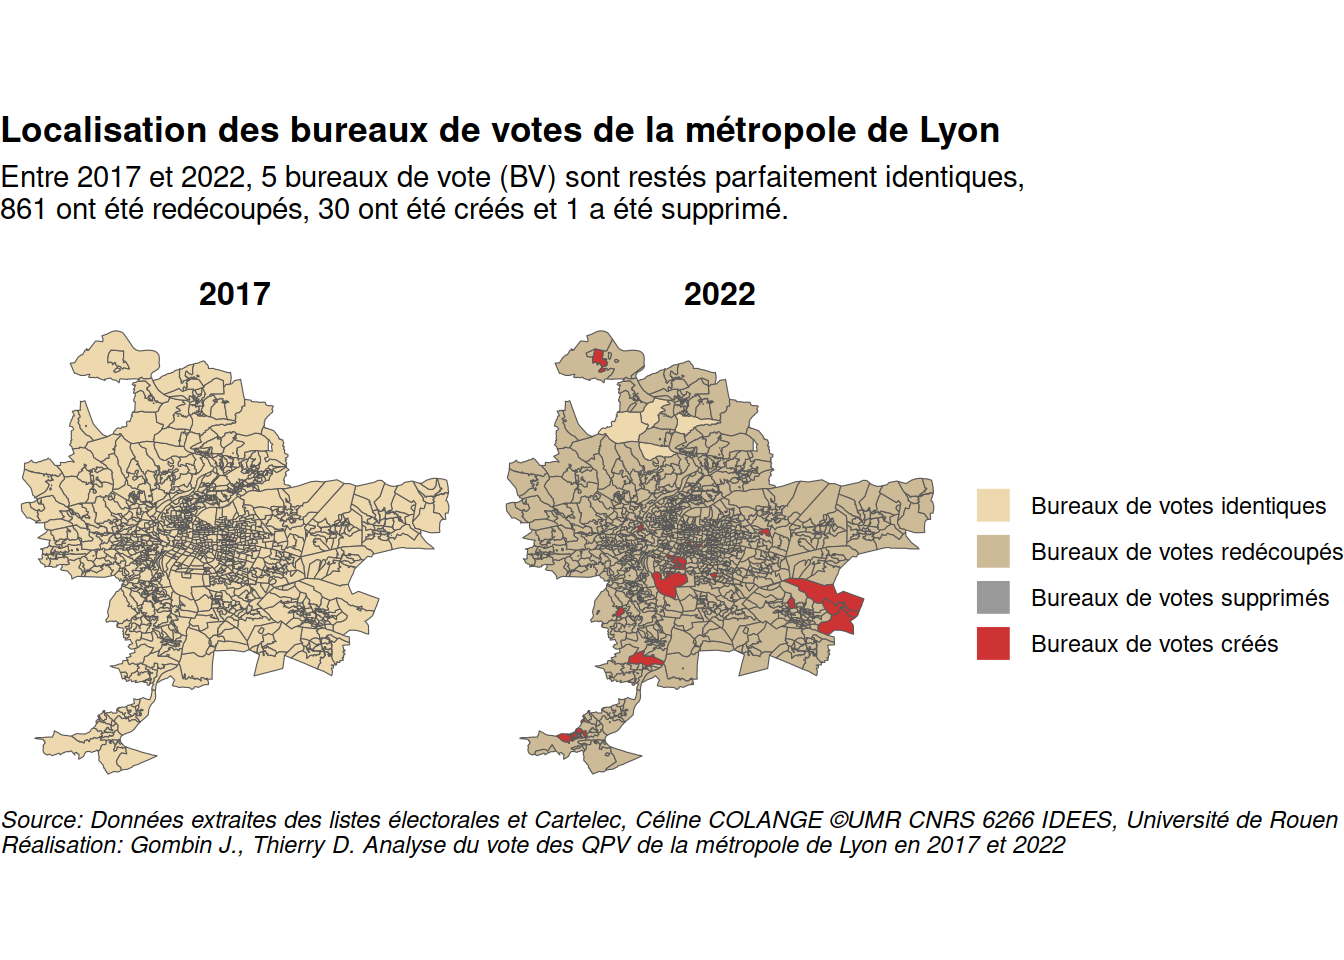 Localisation des bureaux de votes de la métropole de Lyon
Entre 2017 et 2022, 5 bureaux de vote (BV) sont restés parfaitement identiques,
861 ont été redécoupés, 30 ont été créés et 1 a été supprimé.
2017
2022
Bureaux de votes identiques
Bureaux de votes redécoupés
Bureaux de votes supprimés
Bureaux de votes créés
Source: Données extraites des listes électorales et Cartelec, Céline COLANGE ©UMR CNRS 6266 IDEES, Université de Rouen
Réalisation: Gombin J., Thierry D. Analyse du vote des QPV de la métropole de Lyon en 2017 et 2022